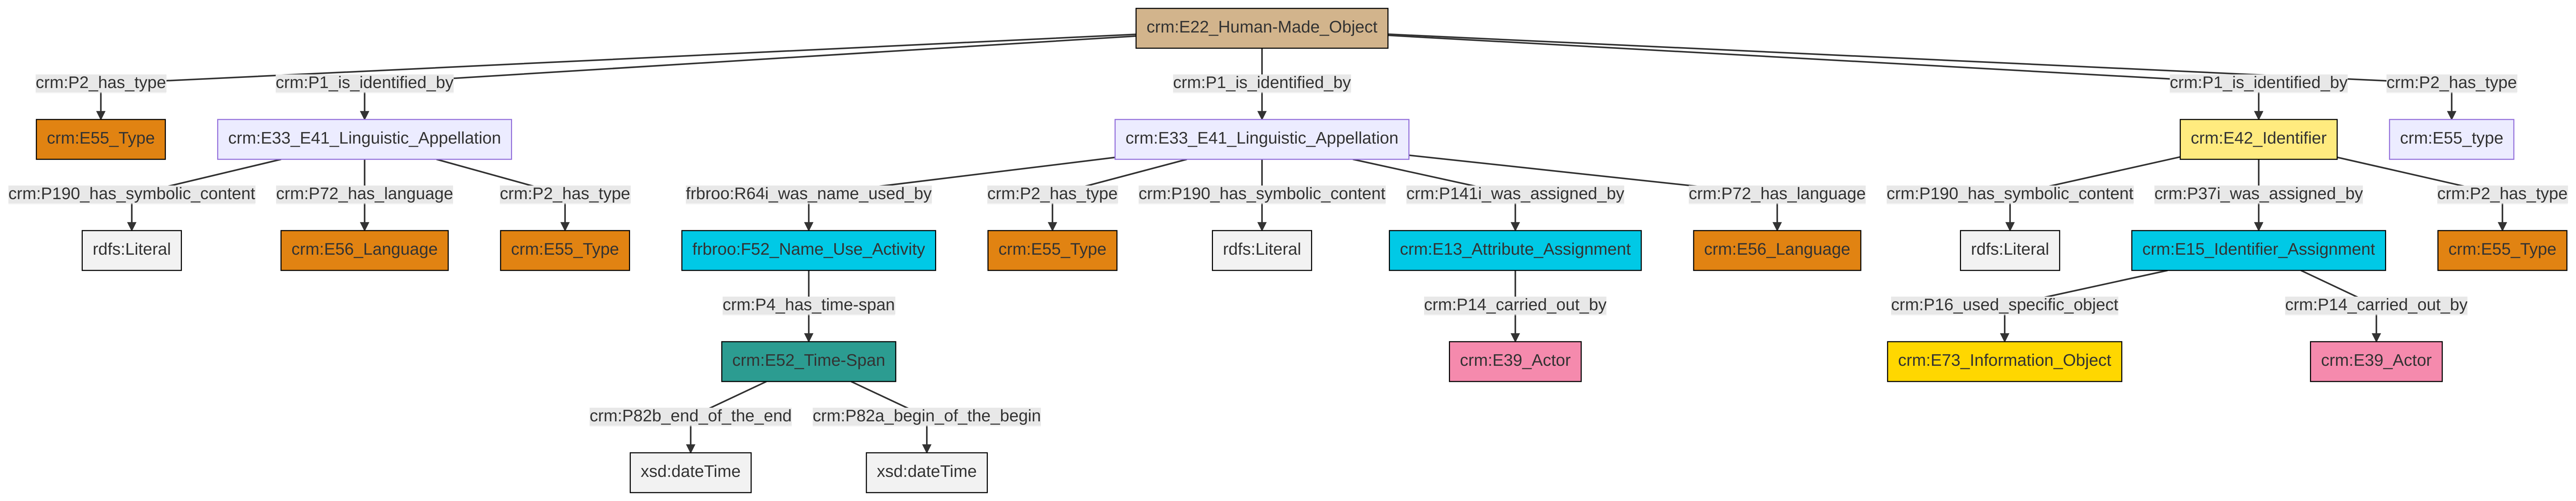 crm:E22_Human-Made_Object
crm:P2_has_type
crm:P1_is_identified_by
crm:P1_is_identified_by
crm:P1_is_identified_by
crm:P2_has_type
crm:E55_Type
crm:E33_E41_Linguistic_Appellation
crm:E33_E41_Linguistic_Appellation
crm:E42_Identifier
crm:E55_type
crm:P190_has_symbolic_content
crm:P72_has_language
crm:P2_has_type
frbroo:R64i_was_name_used_by
crm:P2_has_type
crm:P190_has_symbolic_content
crm:P141i_was_assigned_by
crm:P72_has_language
crm:P190_has_symbolic_content
crm:P37i_was_assigned_by
crm:P2_has_type
rdfs:Literal
crm:E56_Language
crm:E55_Type
frbroo:F52_Name_Use_Activity
crm:E55_Type
rdfs:Literal
crm:E13_Attribute_Assignment
crm:E56_Language
rdfs:Literal
crm:E15_Identifier_Assignment
crm:E55_Type
crm:P4_has_time-span
crm:P14_carried_out_by
crm:P16_used_specific_object
crm:P14_carried_out_by
crm:E52_Time-Span
crm:E39_Actor
crm:E73_Information_Object
crm:E39_Actor
crm:P82b_end_of_the_end
crm:P82a_begin_of_the_begin
xsd:dateTime
xsd:dateTime